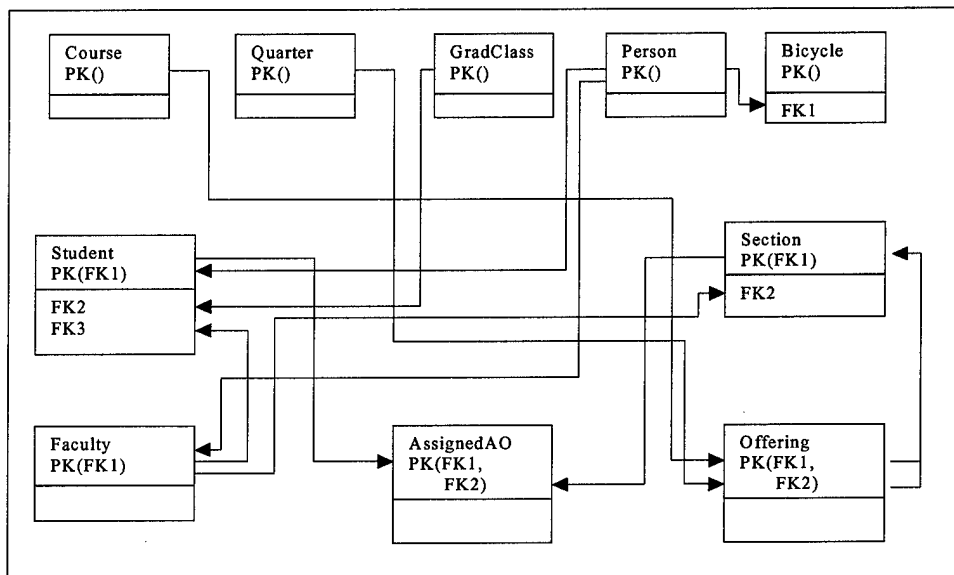 Course
PK()
Quarter
PK()
GradClass
PK()
Person
PK()
Bicycle
PK()
FK1
Student
PK(FK1)
FK2
FK3
Section
PK(FK1)
FK2
Faculty
PK(FK1)
AssignedAO
PK(FK1,
FK2)
Offering
PK(FK1,
FK2)